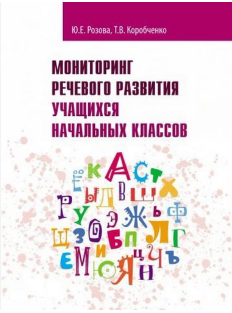 Ю.Е. Розова, Т.В. Коробченко
МОНИТОРИНГ
РЕЧЕВОГО РАЗВИТИЯ
УЧАЩИХСЯ
НАЧАЛЬНЫХ КЛАССОВ